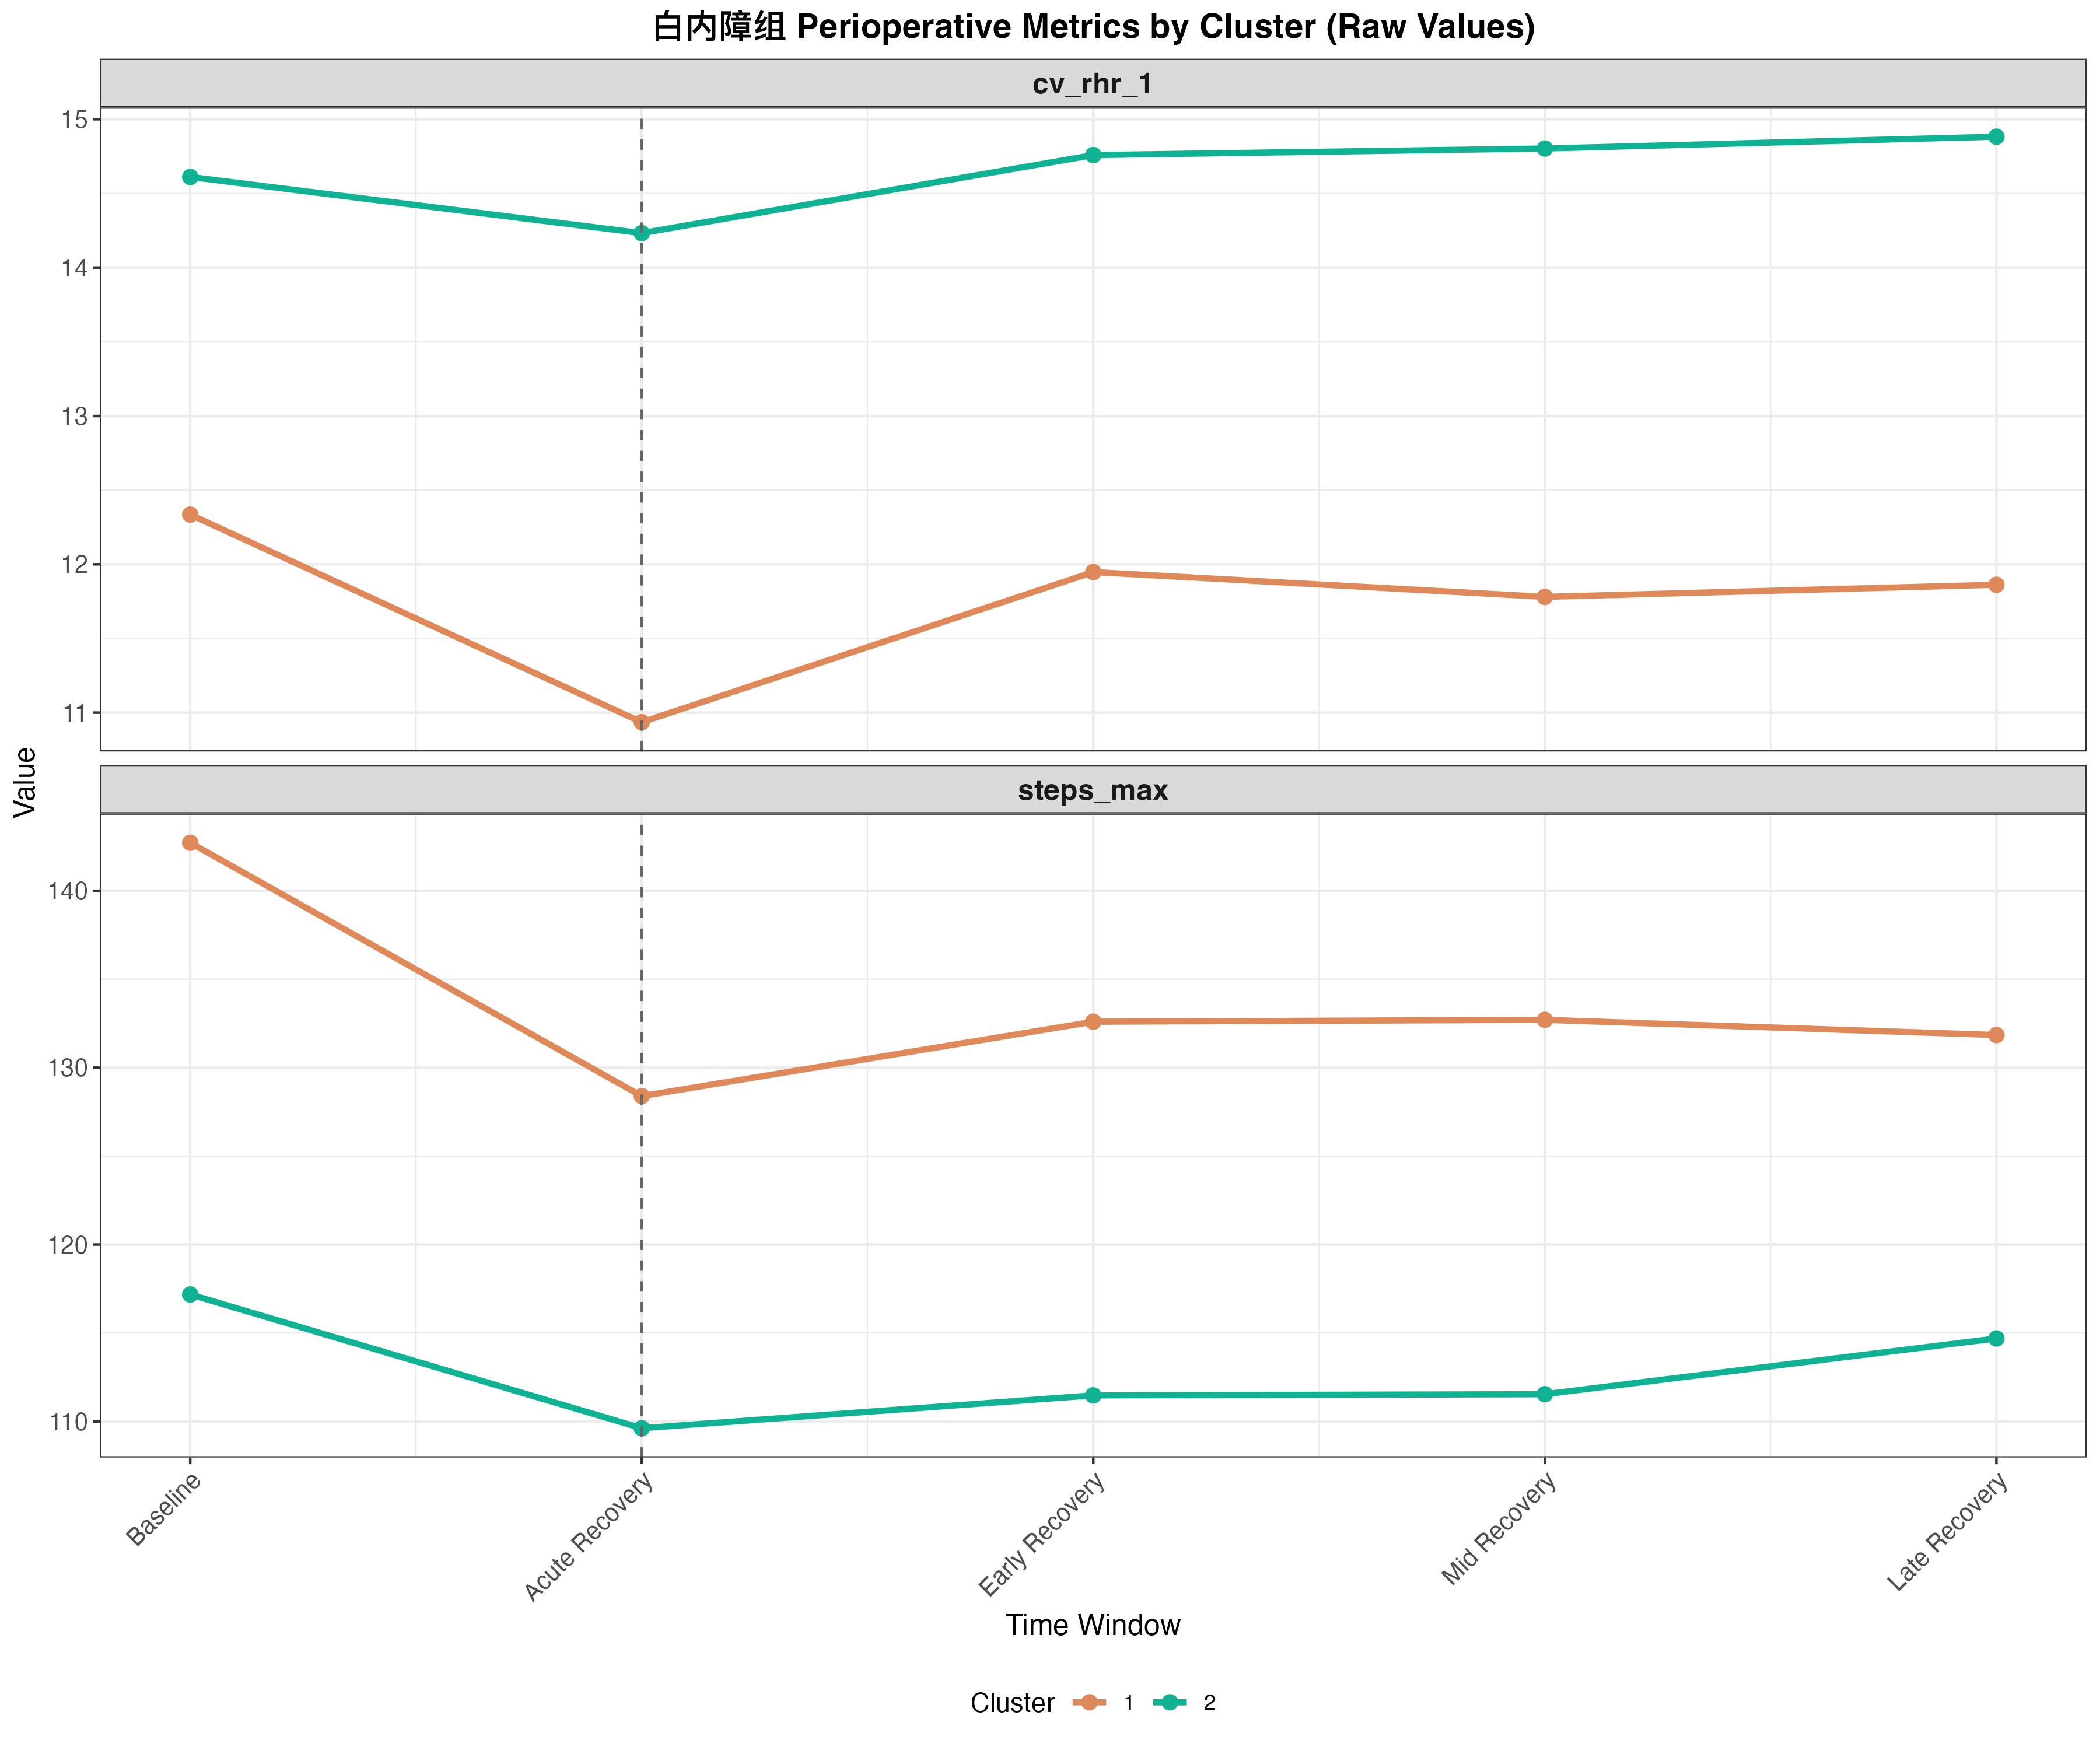 白内障组 Perioperative Metrics by Cluster (Raw Values)
cv_rhr_1
15
14
13
12
11
Value
steps_max
140
130
120
110
Baseline
Acute Recovery
Early Recovery
Mid Recovery
Late Recovery
Time Window
Cluster 1 2